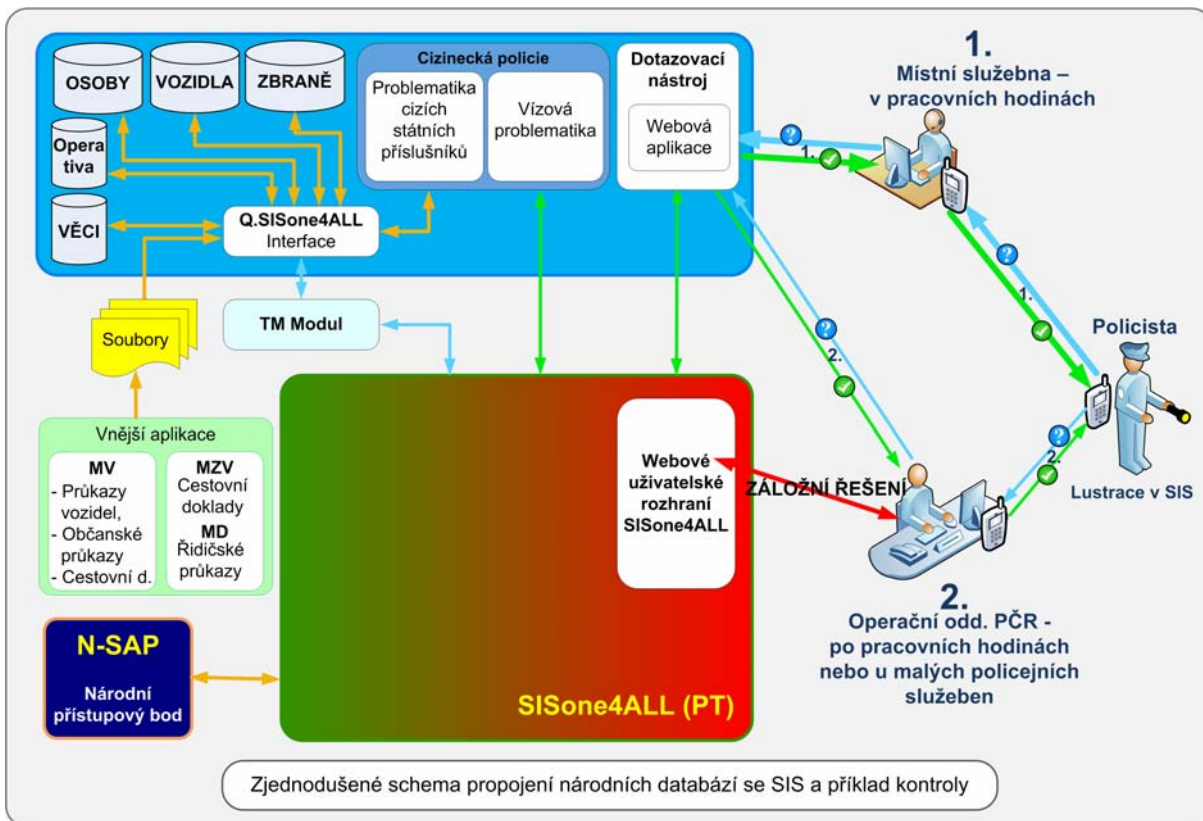 OSOBY
VOZIDLA
ZBRANĚ
Opera
tiva
VĚCI
Q.SISone4ALL
Interface
Cizinecká policie
Problematika
cizích
státních
příslušníků
Vízová
problematika
Dotazovací
nástroj
Webová
aplikace
1.
Místní služebna –
v pracovních hodinách
?
1.
?
1.
Policista
Lustrace v SIS
?
2.
?
2.
TM Modul
Soubory
Vnější aplikace
MV
- Průkazy
vozidel,
- Občanské
průkazy
- Cestovní d.
MZV
Cestovní
doklady
MD
Řidičské
průkazy
Webové
uživatelské
rozhraní
SISone4ALL
ZÁLOŽNÍ ŘEŠENÍ
2.
Operační odd. PČR -
po pracovních hodinách
nebo u malých policejních
služeben
N-SAP
Národní
přístupový bod
SISone4ALL (PT)
Zjednodušené schema propojení národních databází se SIS a příklad kontroly